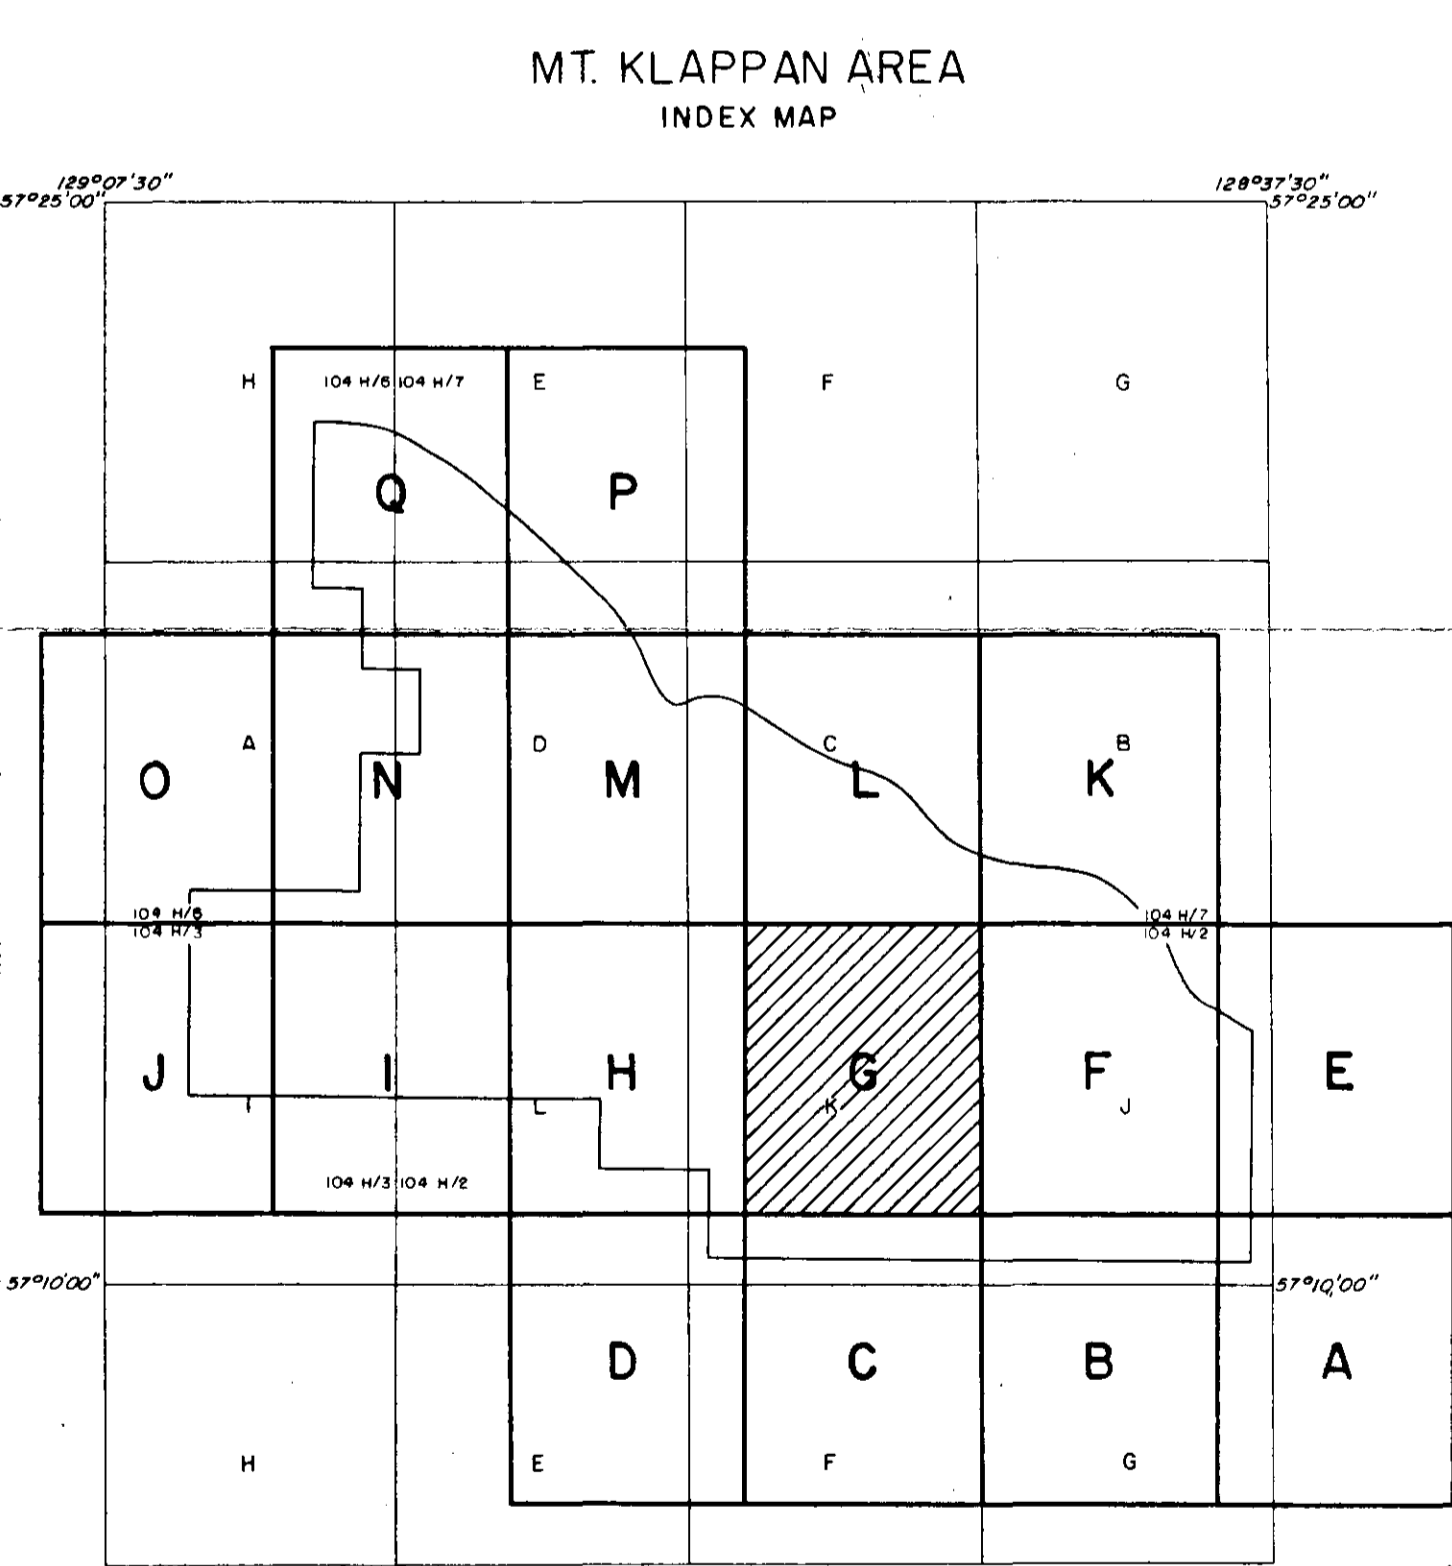 MT. KLAPPAN AREA
INDEX MAP
129°07'30" 128°37'30"
57°25'00" 57°25'00"
H 104 H/6 104 H/7 E F G
Q P
A D C B
O N M L K
104 H/6 104 H/7
104 H/3 104 H/2
J I H G F E
I L K J
104 H/3 104 H/2
57°10'00" 57°10'00"
D C B A
H E F G